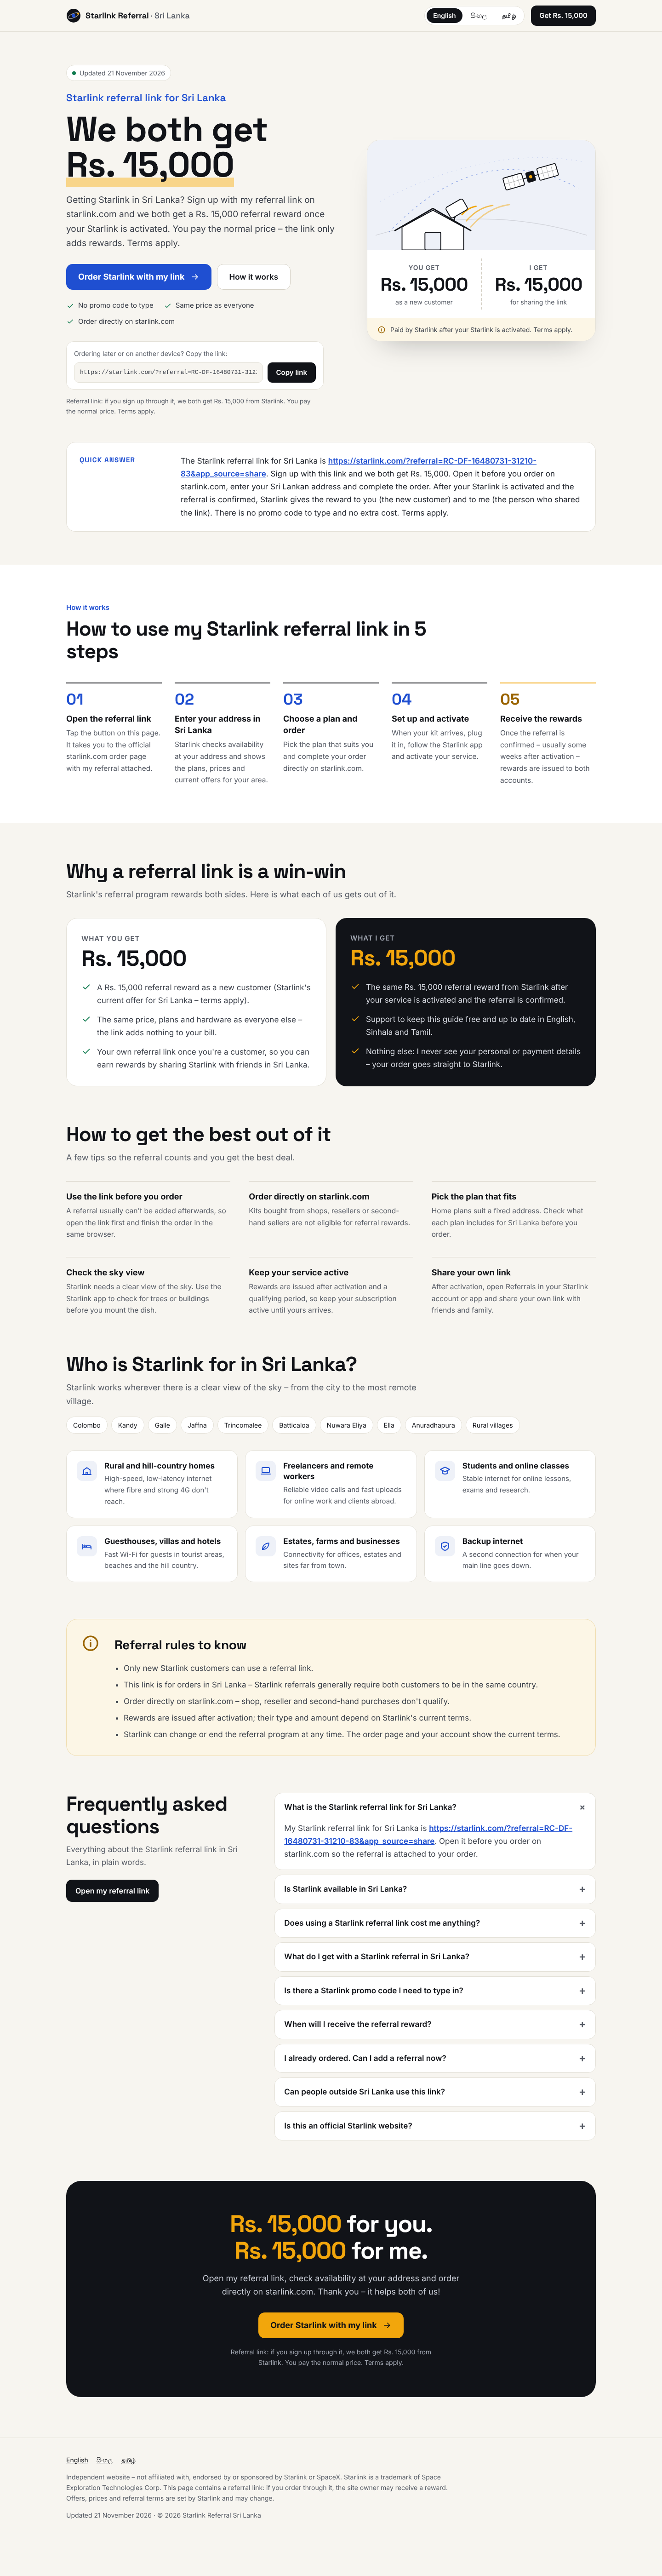 Starlink Referral · Sri Lanka
English සිංහල தமிழ் Get Rs. 15,000
Updated 21 November 2026
Starlink referral link for Sri Lanka
We both get
Rs. 15,000
Getting Starlink in Sri Lanka? Sign up with my referral link on
starlink.com and we both get a Rs. 15,000 referral reward once
your Starlink is activated. You pay the normal price – the link only
adds rewards. Terms apply.
Order Starlink with my link → How it works
No promo code to type Same price as everyone
Order directly on starlink.com
Ordering later or on another device? Copy the link:
https://starlink.com/?referral=RC-DF-16480731-312: Copy link
Referral link: if you sign up through it, we both get Rs. 15,000 from Starlink. You pay
the normal price. Terms apply.
YOU GET
Rs. 15,000
as a new customer
I GET
Rs. 15,000
for sharing the link
Paid by Starlink after your Starlink is activated. Terms apply.
QUICK ANSWER
The Starlink referral link for Sri Lanka is https://starlink.com/?referral=RC-DF-16480731-31210-
83&app_source=share. Sign up with this link and we both get Rs. 15,000. Open it before you order on
starlink.com, enter your Sri Lankan address and complete the order. After your Starlink is activated and the
referral is confirmed, Starlink gives the reward to you (the new customer) and to me (the person who shared
the link). There is no promo code to type and no extra cost. Terms apply.
How it works
How to use my Starlink referral link in 5
steps
01
Open the referral link
Tap the button on this page.
It takes you to the official
starlink.com order page
with my referral attached.
02
Enter your address in
Sri Lanka
Starlink checks availability
at your address and shows
the plans, prices and
current offers for your area.
03
Choose a plan and
order
Pick the plan that suits you
and complete your order
directly on starlink.com.
04
Set up and activate
When your kit arrives, plug
it in, follow the Starlink app
and activate your service.
05
Receive the rewards
Once the referral is
confirmed – usually some
weeks after activation –
rewards are issued to both
accounts.
Why a referral link is a win-win
Starlink's referral program rewards both sides. Here is what each of us gets out of it.
WHAT YOU GET
Rs. 15,000
A Rs. 15,000 referral reward as a new customer (Starlink's
current offer for Sri Lanka – terms apply).
The same price, plans and hardware as everyone else –
the link adds nothing to your bill.
Your own referral link once you're a customer, so you can
earn rewards by sharing Starlink with friends in Sri Lanka.
WHAT I GET
Rs. 15,000
The same Rs. 15,000 referral reward from Starlink after
your service is activated and the referral is confirmed.
Support to keep this guide free and up to date in English,
Sinhala and Tamil.
Nothing else: I never see your personal or payment details
– your order goes straight to Starlink.
How to get the best out of it
A few tips so the referral counts and you get the best deal.
Use the link before you order
A referral usually can't be added afterwards, so
open the link first and finish the order in the
same browser.
Order directly on starlink.com
Kits bought from shops, resellers or second-
hand sellers are not eligible for referral rewards.
Pick the plan that fits
Home plans suit a fixed address. Check what
each plan includes for Sri Lanka before you
order.
Check the sky view
Starlink needs a clear view of the sky. Use the
Starlink app to check for trees or buildings
before you mount the dish.
Keep your service active
Rewards are issued after activation and a
qualifying period, so keep your subscription
active until yours arrives.
Share your own link
After activation, open Referrals in your Starlink
account or app and share your own link with
friends and family.
Who is Starlink for in Sri Lanka?
Starlink works wherever there is a clear view of the sky – from the city to the most remote
village.
Colombo Kandy Galle Jaffna Trincomalee Batticaloa Nuwara Eliya Ella Anuradhapura Rural villages
Rural and hill-country homes
High-speed, low-latency internet
where fibre and strong 4G don't
reach.
Freelancers and remote
workers
Reliable video calls and fast uploads
for online work and clients abroad.
Students and online classes
Stable internet for online lessons,
exams and research.
Guesthouses, villas and hotels
Fast Wi-Fi for guests in tourist areas,
beaches and the hill country.
Estates, farms and businesses
Connectivity for offices, estates and
sites far from town.
Backup internet
A second connection for when your
main line goes down.
Referral rules to know
• Only new Starlink customers can use a referral link.
• This link is for orders in Sri Lanka – Starlink referrals generally require both customers to be in the same country.
• Order directly on starlink.com – shop, reseller and second-hand purchases don't qualify.
• Rewards are issued after activation; their type and amount depend on Starlink's current terms.
• Starlink can change or end the referral program at any time. The order page and your account show the current terms.
Frequently asked
questions
Everything about the Starlink referral link in Sri
Lanka, in plain words.
Open my referral link
What is the Starlink referral link for Sri Lanka?
My Starlink referral link for Sri Lanka is https://starlink.com/?referral=RC-DF-
16480731-31210-83&app_source=share. Open it before you order on
starlink.com so the referral is attached to your order.
Is Starlink available in Sri Lanka? +
Does using a Starlink referral link cost me anything? +
What do I get with a Starlink referral in Sri Lanka? +
Is there a Starlink promo code I need to type in? +
When will I receive the referral reward? +
I already ordered. Can I add a referral now? +
Can people outside Sri Lanka use this link? +
Is this an official Starlink website? +
Rs. 15,000 for you.
Rs. 15,000 for me.
Open my referral link, check availability at your address and order
directly on starlink.com. Thank you – it helps both of us!
Order Starlink with my link →
Referral link: if you sign up through it, we both get Rs. 15,000 from
Starlink. You pay the normal price. Terms apply.
English සිංහල தமிழ்
Independent website – not affiliated with, endorsed by or sponsored by Starlink or SpaceX. Starlink is a trademark of Space
Exploration Technologies Corp. This page contains a referral link: if you order through it, the site owner may receive a reward.
Offers, prices and referral terms are set by Starlink and may change.
Updated 21 November 2026 · © 2026 Starlink Referral Sri Lanka